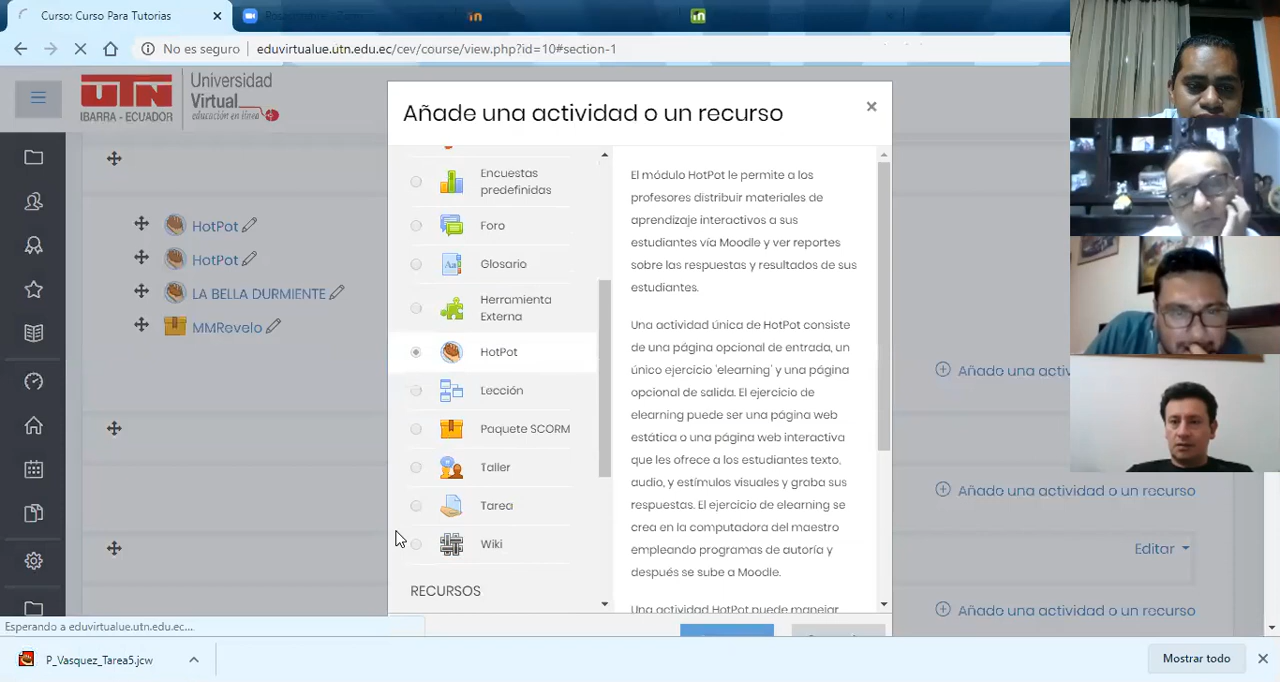 Curso: Curso Para Tutorias
No es seguro | eduvirtualue.utn.edu.ec/cev/course/view.php?id=10#section-1
UTN
IBARRA - ECUADOR
Universidad
Virtual
educación en línea
Añade una actividad o un recurso
HotPot
HotPot
LA BELLA DURMIENTE
MMRevelo
Encuestas
predefinidas
Foro
Glosario
Herramienta
Externa
HotPot
Lección
Paquete SCORM
Taller
Tarea
Wiki
RECURSOS
El módulo HotPot le permite a los
profesores distribuir materiales de
aprendizaje interactivos a sus
estudiantes vía Moodle y ver reportes
sobre las respuestas y resultados de sus
estudiantes.
Una actividad única de HotPot consiste
de una página opcional de entrada, un
único ejercicio 'elearning' y una página
opcional de salida. El ejercicio de
elearning puede ser una página web
estática o una página web interactiva
que les ofrece a los estudiantes texto,
audio, y estímulos visuales y graba sus
respuestas. El ejercicio de elearning se
crea en la computadora del maestro
empleando programas de autoría y
después se sube a Moodle.
Una actividad HotPot puede manejar
Añade una activ
Añade una actividad o un recurso
Editar
Añade una actividad o un recurso
Esperando a eduvirtualue.utn.edu.ec...
P_Vasquez_Tarea5.jcw
Mostrar todo